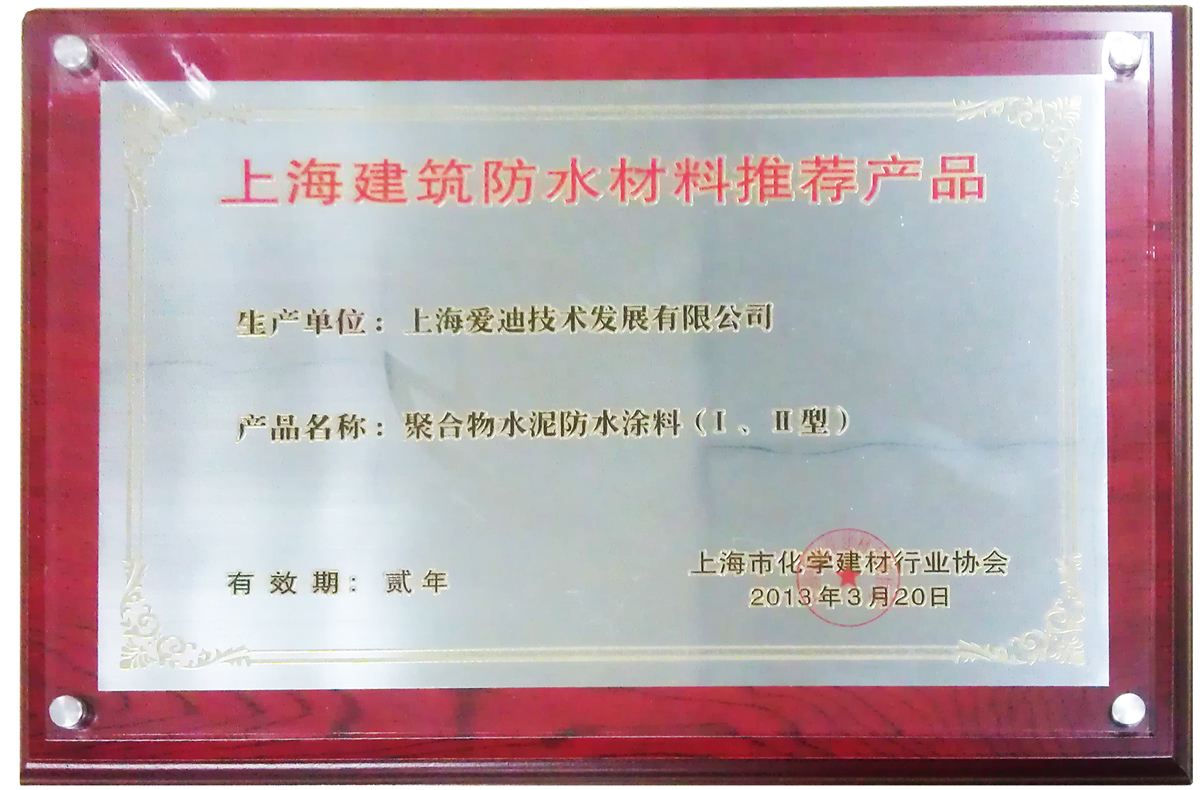 上海建筑防水材料推荐产品
生产单位：上海爱迪技术发展有限公司
产品名称：聚合物水泥防水涂料（Ⅰ、Ⅱ型）
有效期：贰年
上海市化学建材行业协会
2013年3月20日